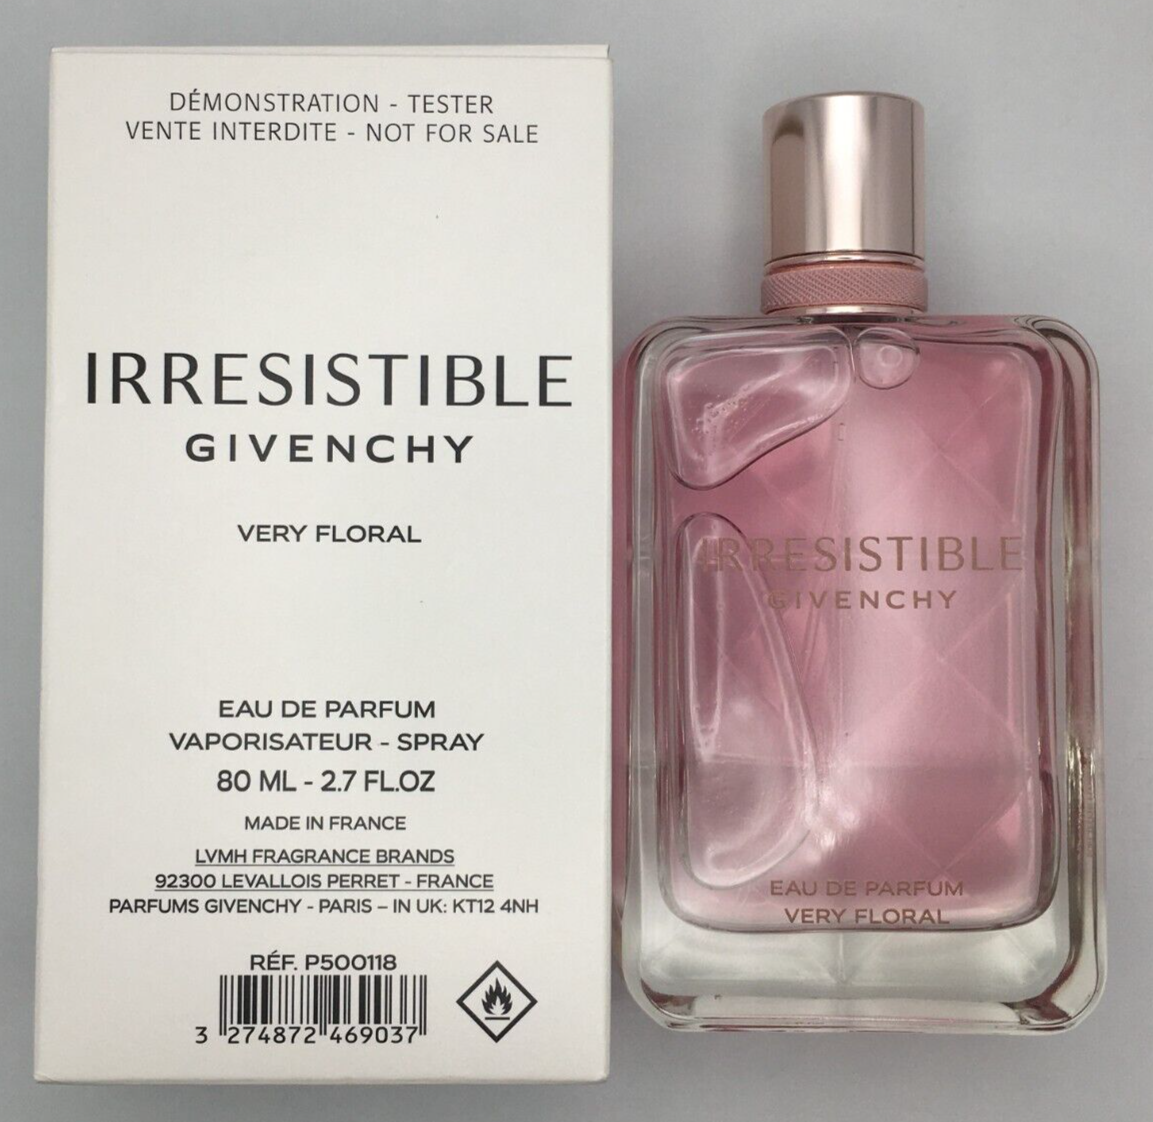 DÉMONSTRATION - TESTER
VENTE INTERDITE - NOT FOR SALE
IRRESISTIBLE
GIVENCHY
VERY FLORAL
EAU DE PARFUM
VAPORISATEUR - SPRAY
80 ML - 2.7 FL.OZ
MADE IN FRANCE
LVMH FRAGRANCE BRANDS
92300 LEVALLOIS PERRET - FRANCE
PARFUMS GIVENCHY - PARIS – IN UK: KT12 4NH
RÉF. P500118
3 274872 469037
IRRESISTIBLE
GIVENCHY
EAU DE PARFUM
VERY FLORAL